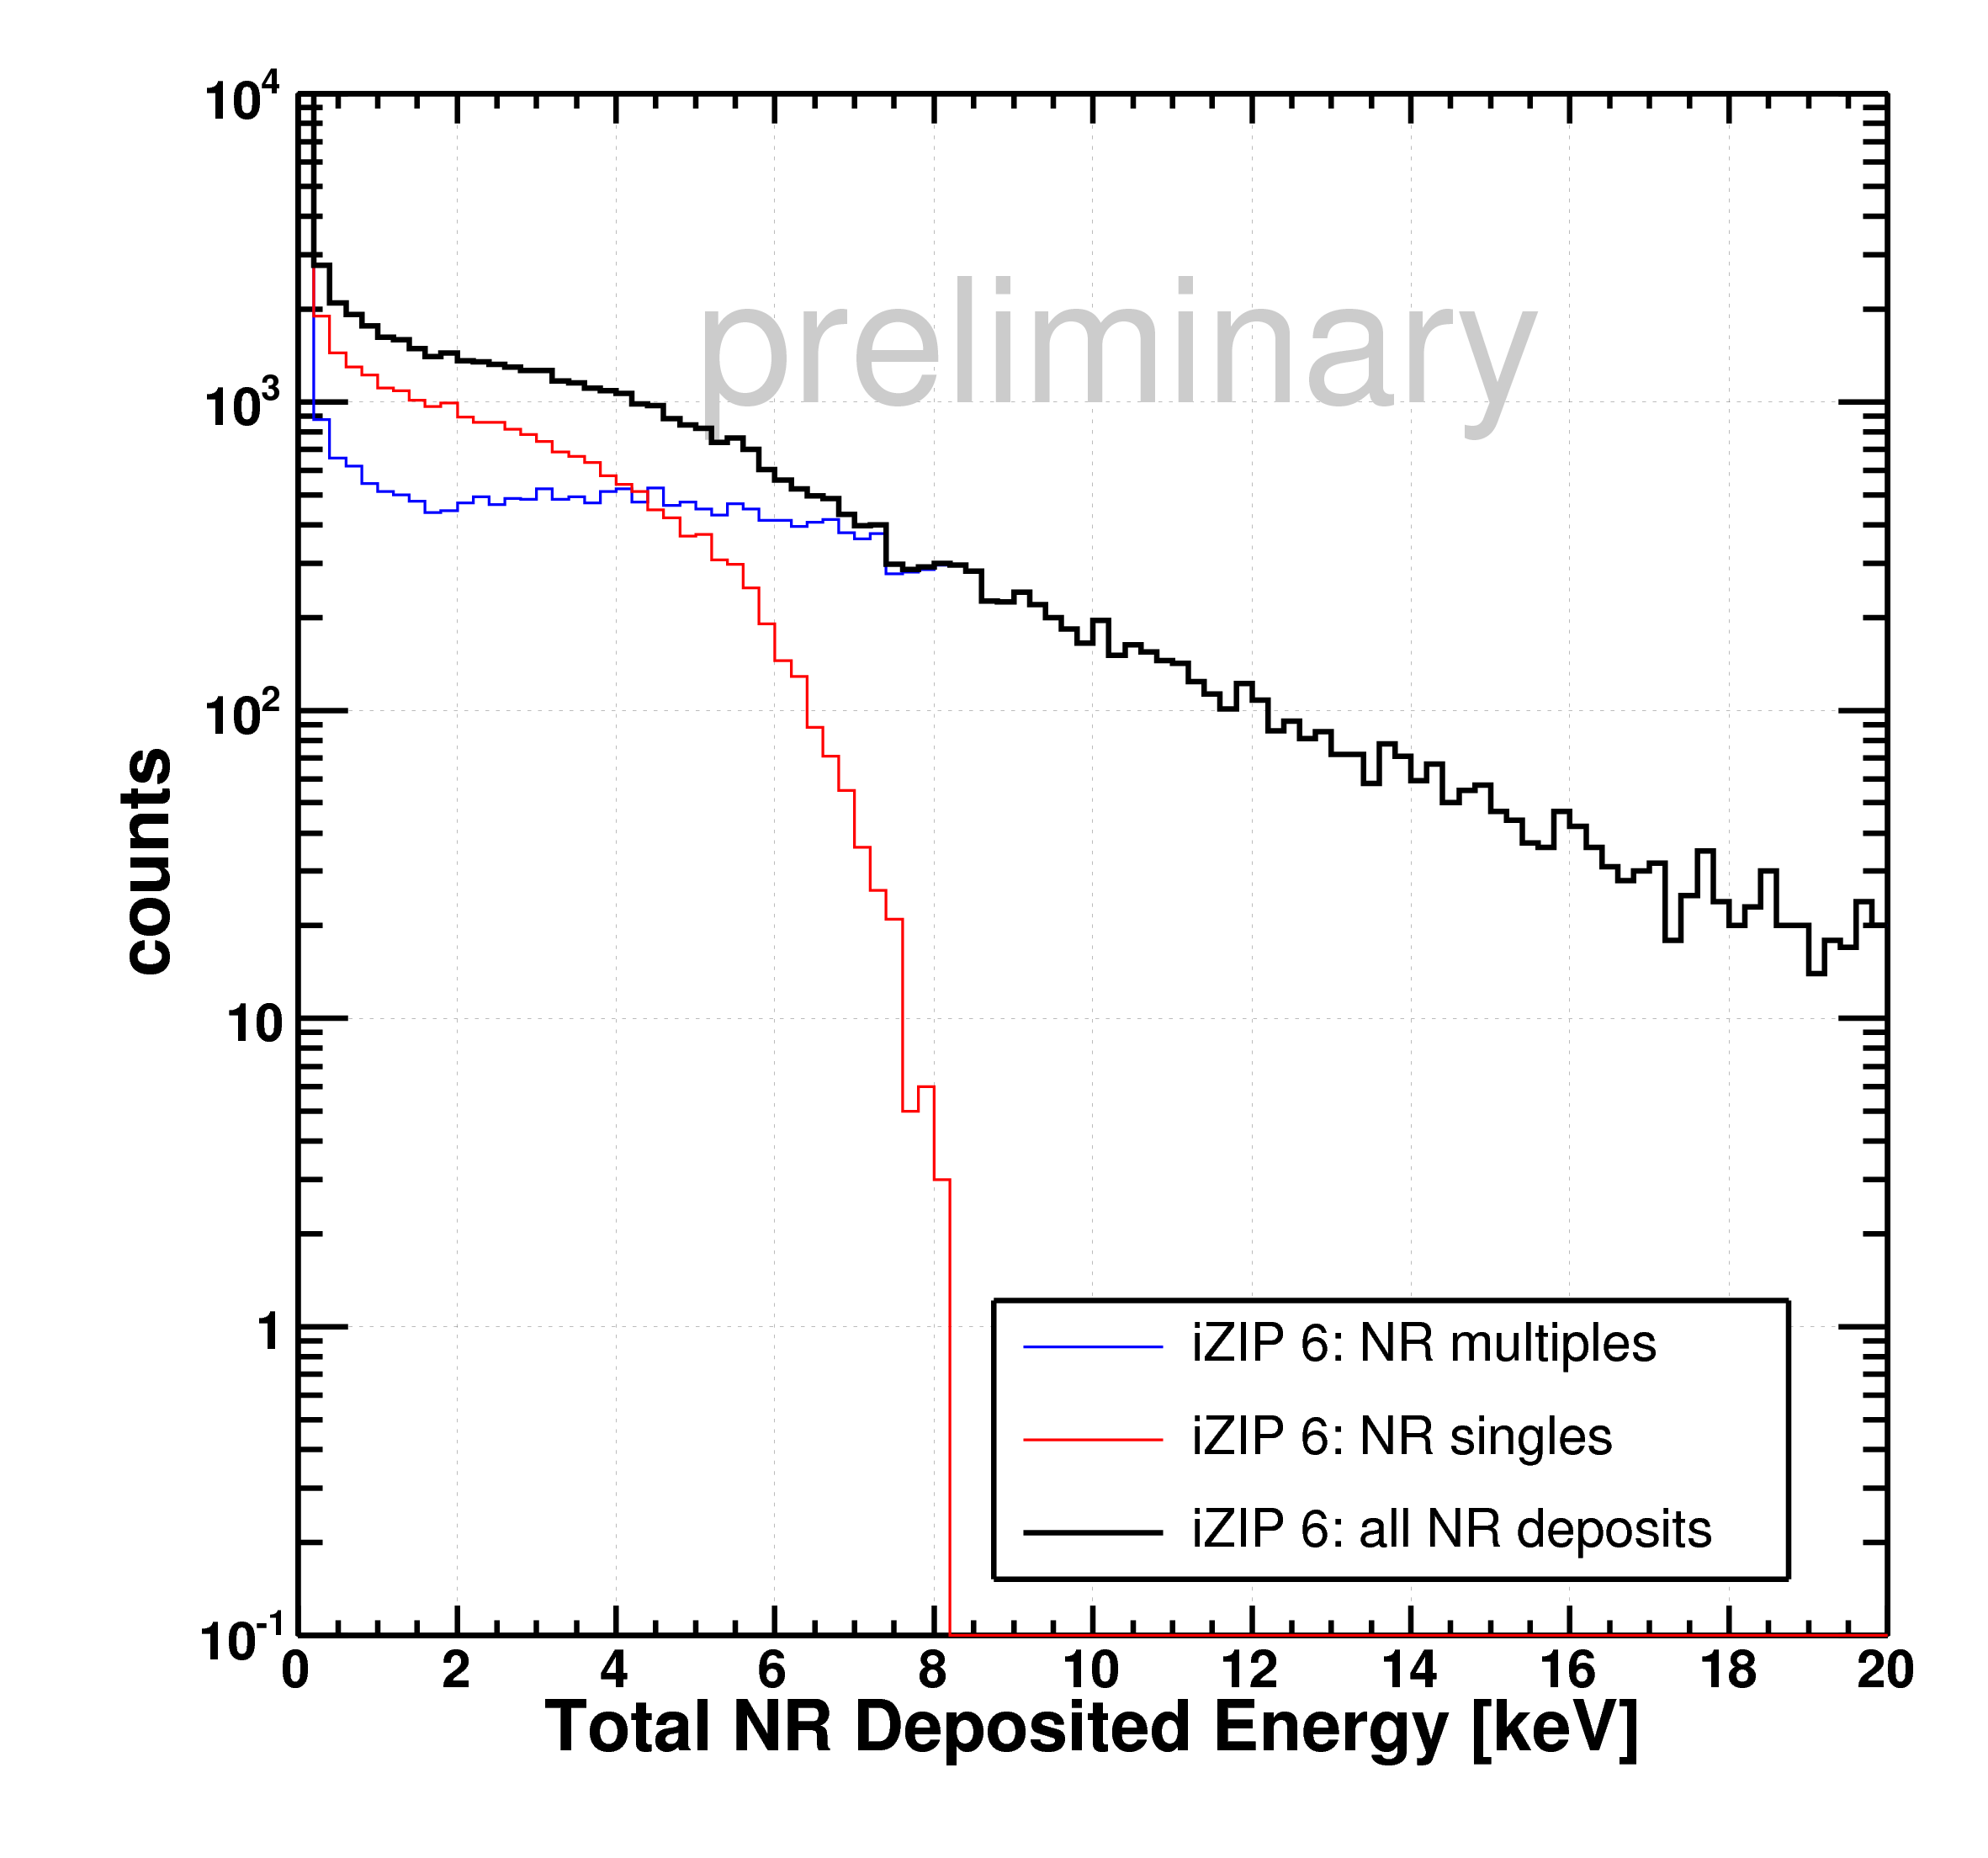 10^4
preliminary
10^3
10^2
counts
10
1
10^-1
iZIP 6: NR multiples
iZIP 6: NR singles
iZIP 6: all NR deposits
0 2 4 6 8 10 12 14 16 18 20
Total NR Deposited Energy [keV]